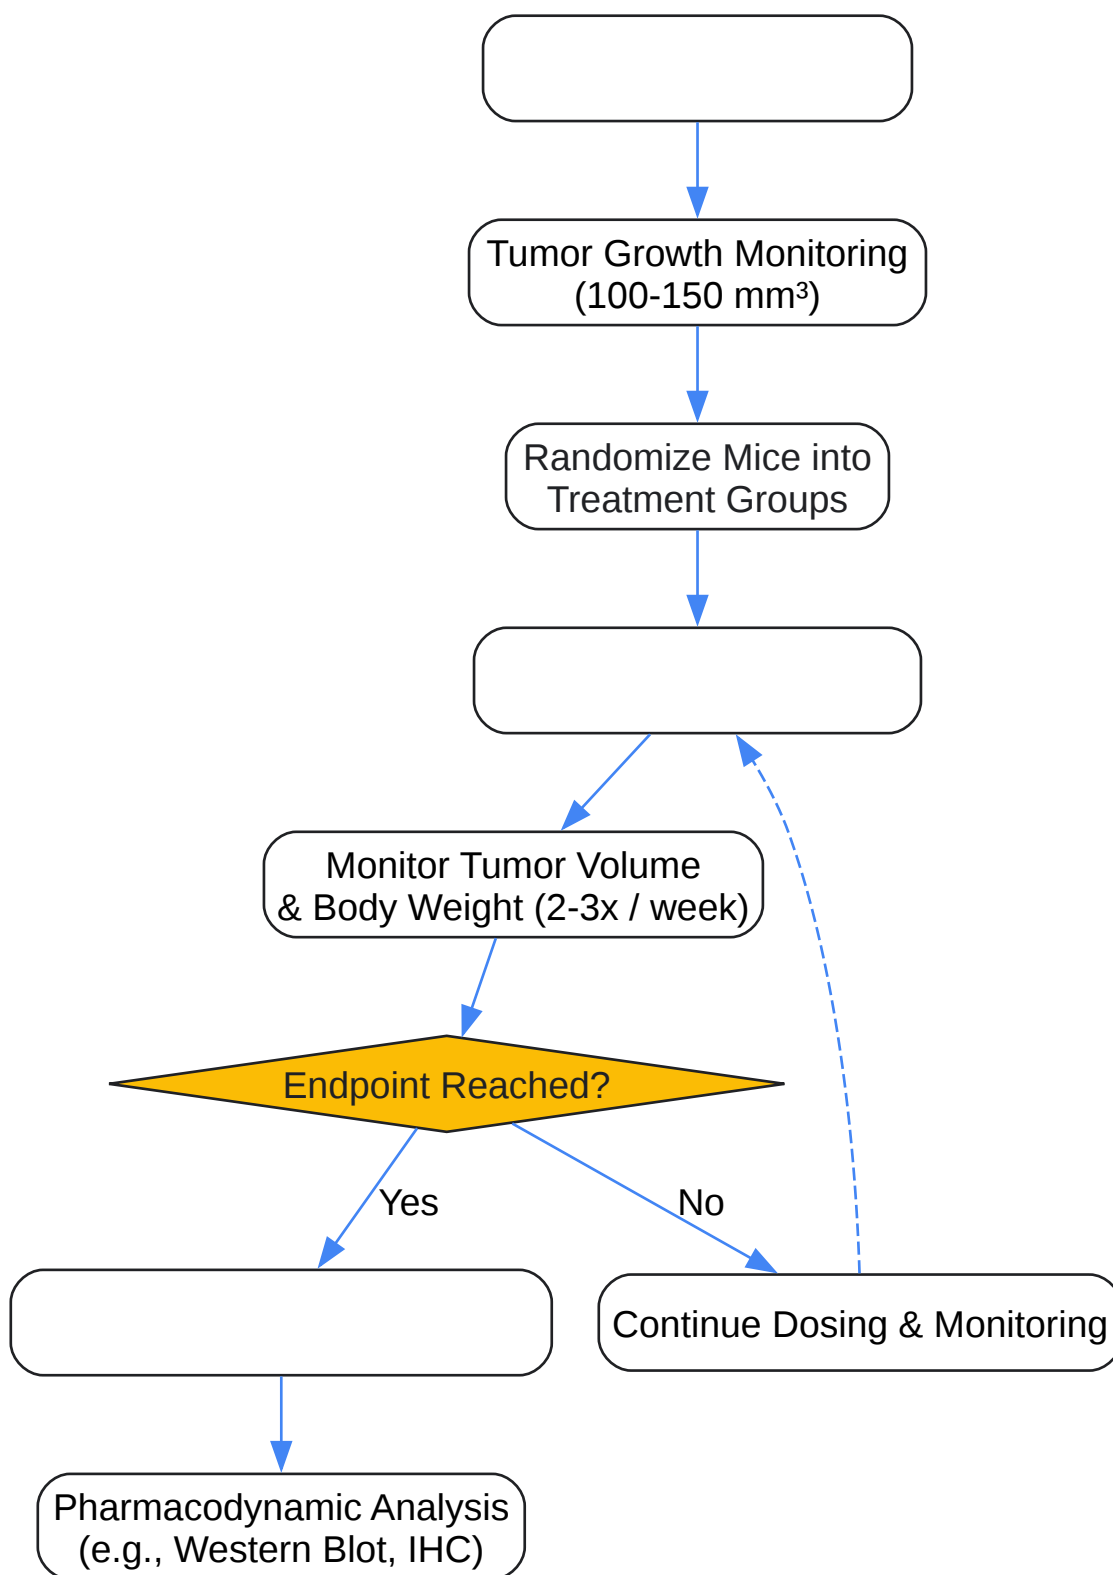 Tumor Growth Monitoring
(100-150 mm³)
Randomize Mice into
Treatment Groups
Monitor Tumor Volume
& Body Weight (2-3x / week)
Endpoint Reached?
Yes
No
Continue Dosing & Monitoring
Pharmacodynamic Analysis
(e.g., Western Blot, IHC)